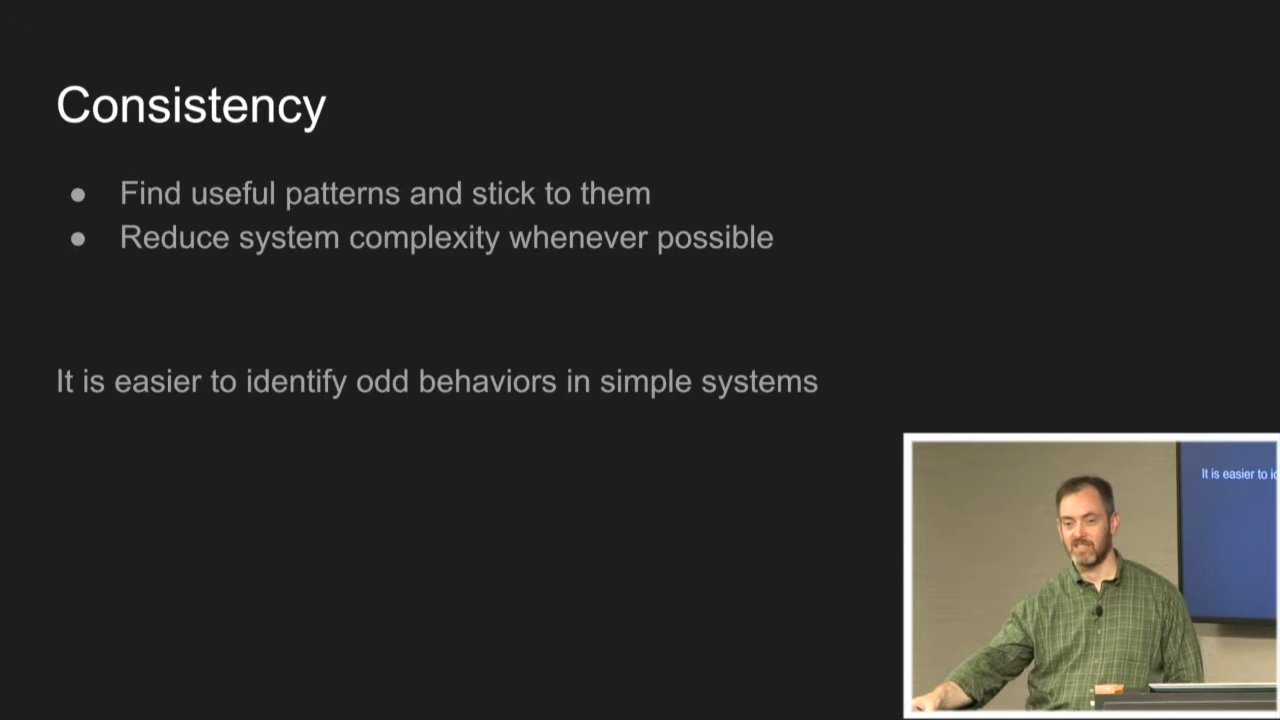 Consistency
● Find useful patterns and stick to them
● Reduce system complexity whenever possible
It is easier to identify odd behaviors in simple systems
It is easier to ic